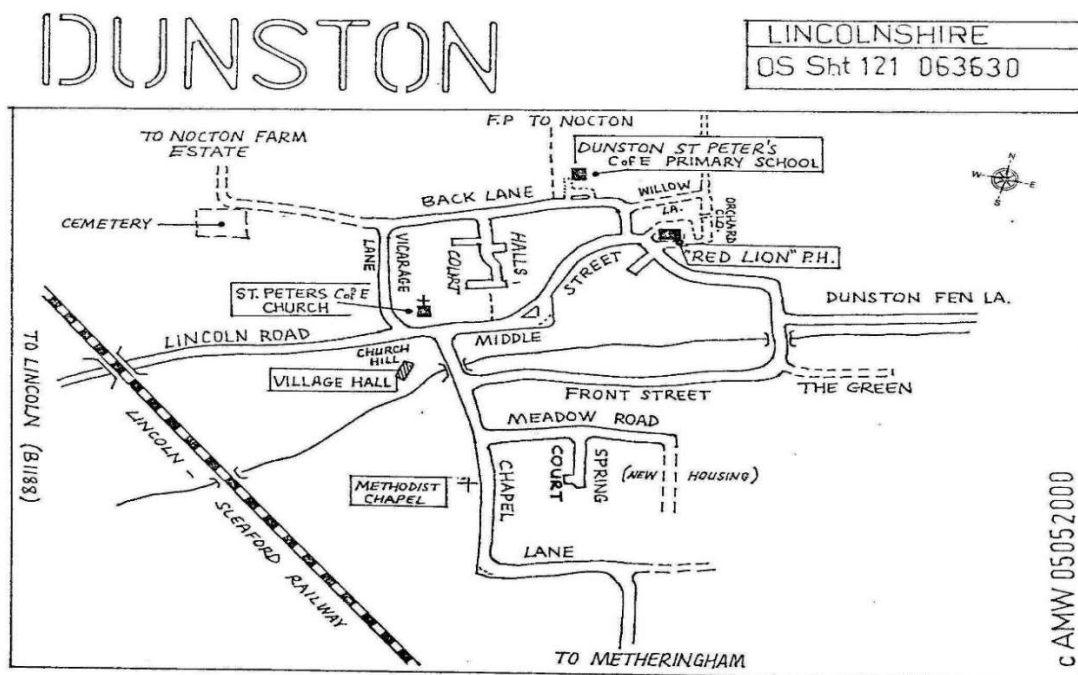 DUNSTON
LINCOLNSHIRE
OS Sht 121 063630
TO NOCTON FARM
ESTATE
F.P TO NOCTON
DUNSTON ST PETER'S
C.of E PRIMARY SCHOOL
CEMETERY
BACK LANE
WILLOW
LA.
ORCHARD
CLO.
VICARAGE
LANE
HALLS
COURT
"RED LION" P.H.
ST. PETERS C.of E
CHURCH
STREET
MIDDLE
DUNSTON FEN LA.
LINCOLN ROAD
CHURCH
HILL
VILLAGE HALL
FRONT STREET
THE GREEN
TO LINCOLN (B1188)
MEADOW ROAD
LINCOLN - SLEAFORD RAILWAY
METHODIST
CHAPEL
CHAPEL
LANE
SPRING
COURT
(NEW HOUSING)
TO METHERINGHAM
N
W
E
S
c AMW 05052000